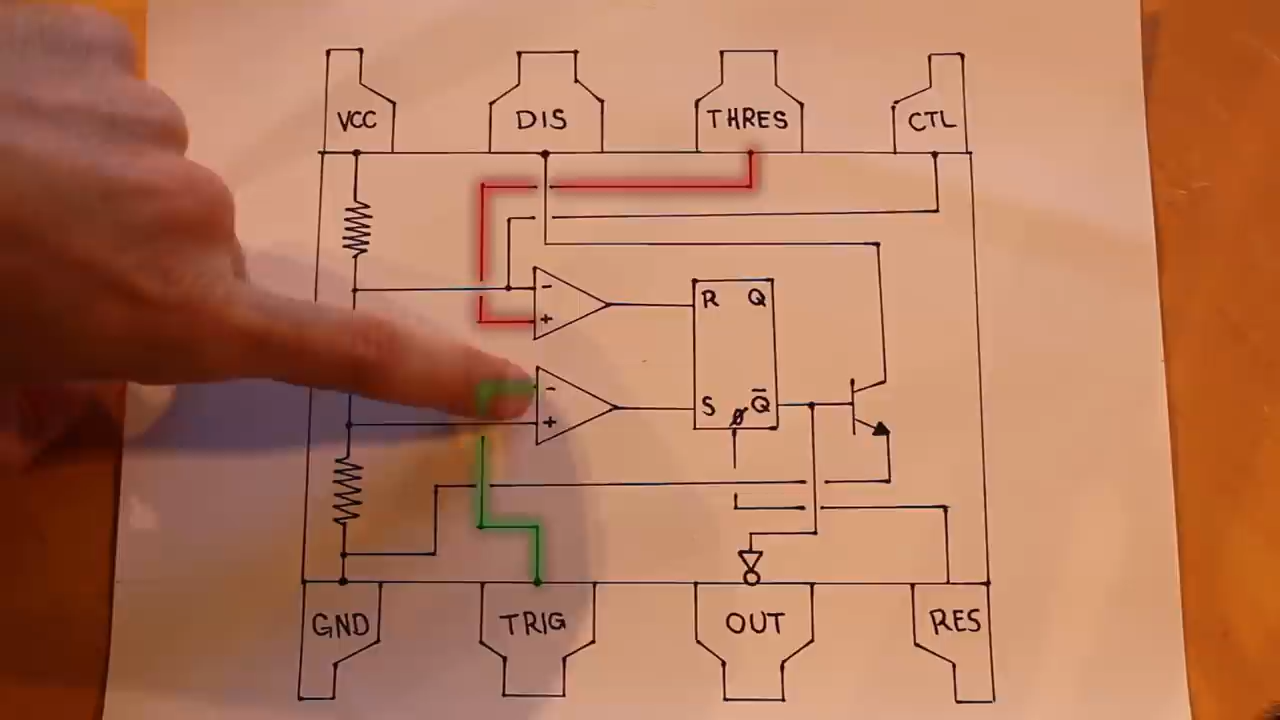 VCC DIS THRES CTL
-
+
R Q
-
+
S Q̅
GND TRIG OUT RES